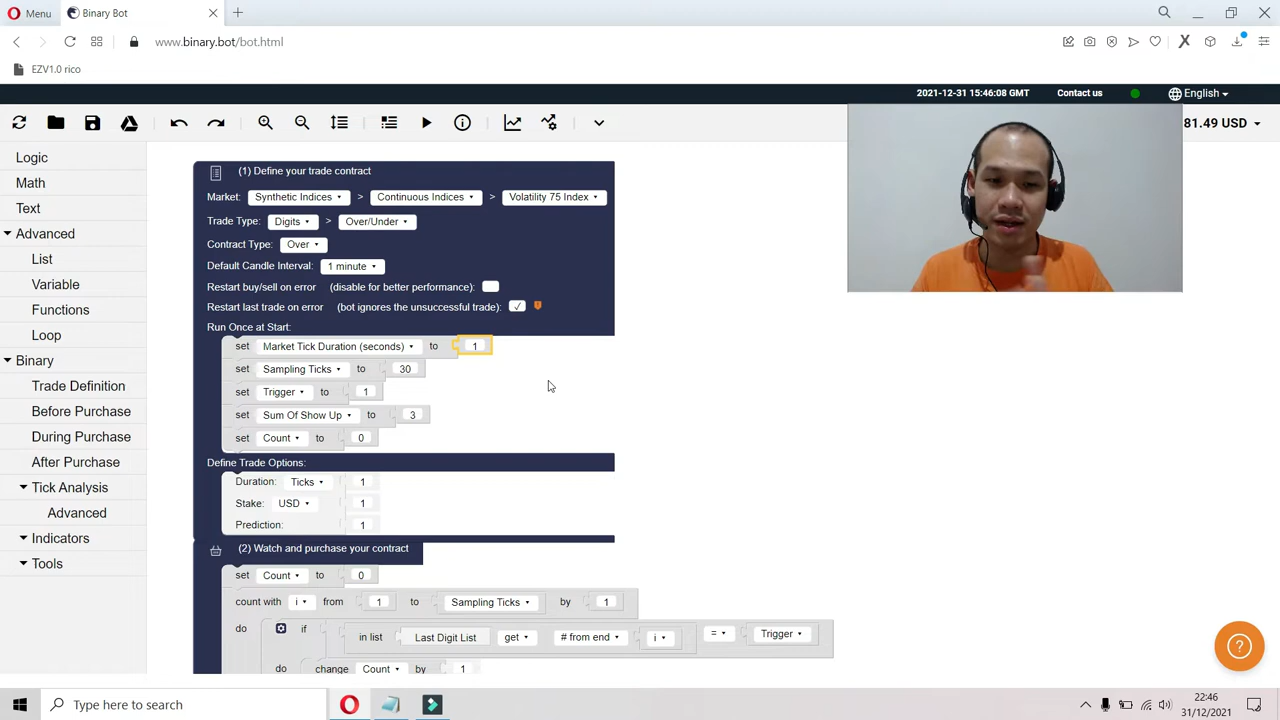 Menu
Binary Bot
www.binary.bot/bot.html
EZV1.0 rico
2021-12-31 15:46:08 GMT
Contact us
English
81.49 USD
Logic
Math
Text
Advanced
List
Variable
Functions
Loop
Binary
Trade Definition
Before Purchase
During Purchase
After Purchase
Tick Analysis
Advanced
Indicators
Tools
(1) Define your trade contract
Market: Synthetic Indices > Continuous Indices > Volatility 75 Index
Trade Type: Digits > Over/Under
Contract Type: Over
Default Candle Interval: 1 minute
Restart buy/sell on error (disable for better performance):
Restart last trade on error (bot ignores the unsuccessful trade): ✓
Run Once at Start:
set Market Tick Duration (seconds) to 1
set Sampling Ticks to 30
set Trigger to 1
set Sum Of Show Up to 3
set Count to 0
Define Trade Options:
Duration: Ticks 1
Stake: USD 1
Prediction: 1
(2) Watch and purchase your contract
set Count to 0
count with i from 1 to Sampling Ticks by 1
do if in list Last Digit List get # from end i = Trigger
do change Count by 1
Type here to search
22:46
31/12/2021